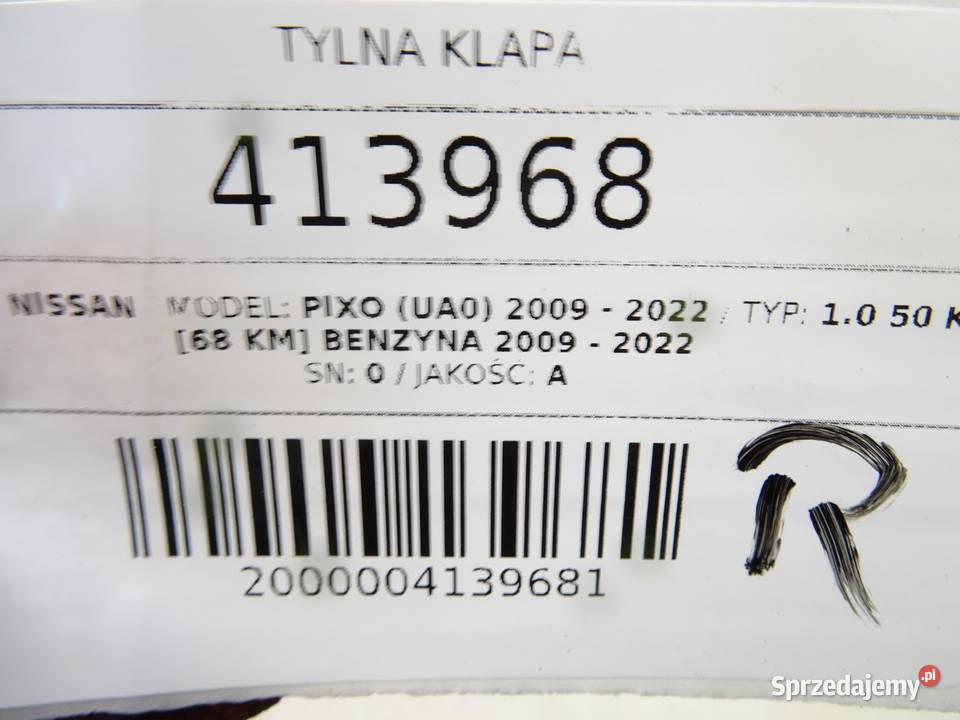 TYLNA KLAPA
413968
NISSAN MODEL: PIXO (UA0) 2009 - 2022 / TYP: 1.0 50 K
[68 KM] BENZYNA 2009 - 2022
SN: 0 / JAKOŚĆ: A
R
2000004139681
Sprzedajemy.pl